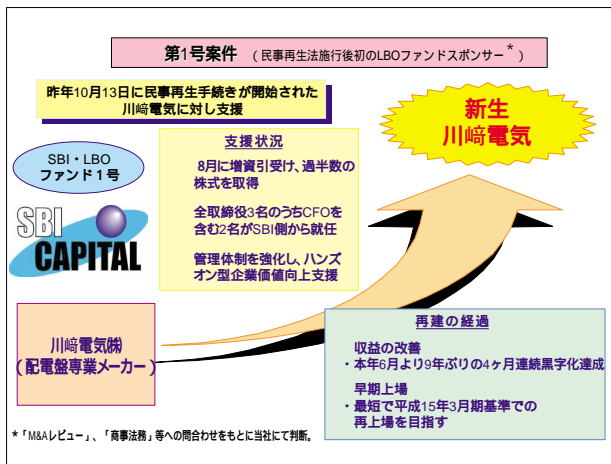 第1号案件 （民事再生法施行後初のLBOファンドスポンサー*）
昨年10月13日に民事再生手続きが開始された
川﨑電気に対し支援
新生
川﨑電気
SBI・LBO
ファンド１号
SBI
CAPITAL
支援状況
8月に増資引受け、過半数の
株式を取得
全取締役3名のうちCFOを
含む2名がSBI側から就任
管理体制を強化し、ハンズ
オン型企業価値向上支援
川﨑電気㈱
（配電盤専業メーカー）
再建の経過
収益の改善
・本年6月より9年ぶりの4ヶ月連続黒字化達成
早期上場
・最短で平成15年3月期基準での
再上場を目指す
*「M&Aレビュー」、「商事法務」等への問合わせをもとに当社にて判断。